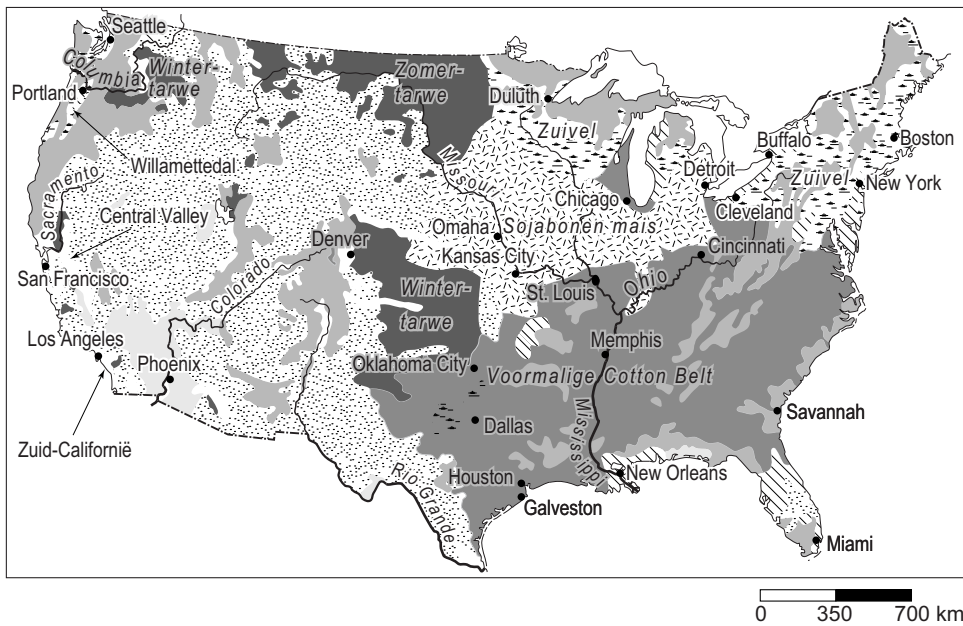 Seattle
Columbia
Winter-
tarwe
Zomer-
tarwe
Portland
Duluth
Zuivel
Willamettedal
Missouri
Buffalo
Boston
Detroit
Zuivel
New York
Sacramento
Central Valley
Chicago
Cleveland
Omaha
Sojabonen-mais
Denver
Kansas City
Cincinnati
San Francisco
Colorado
St. Louis
Ohio
Winter-
tarwe
Los Angeles
Memphis
Phoenix
Oklahoma City
Voormalige Cotton Belt
Savannah
Dallas
Mississippi
Zuid-Californië
Rio Grande
Houston
New Orleans
Galveston
Miami
0 350 700 km